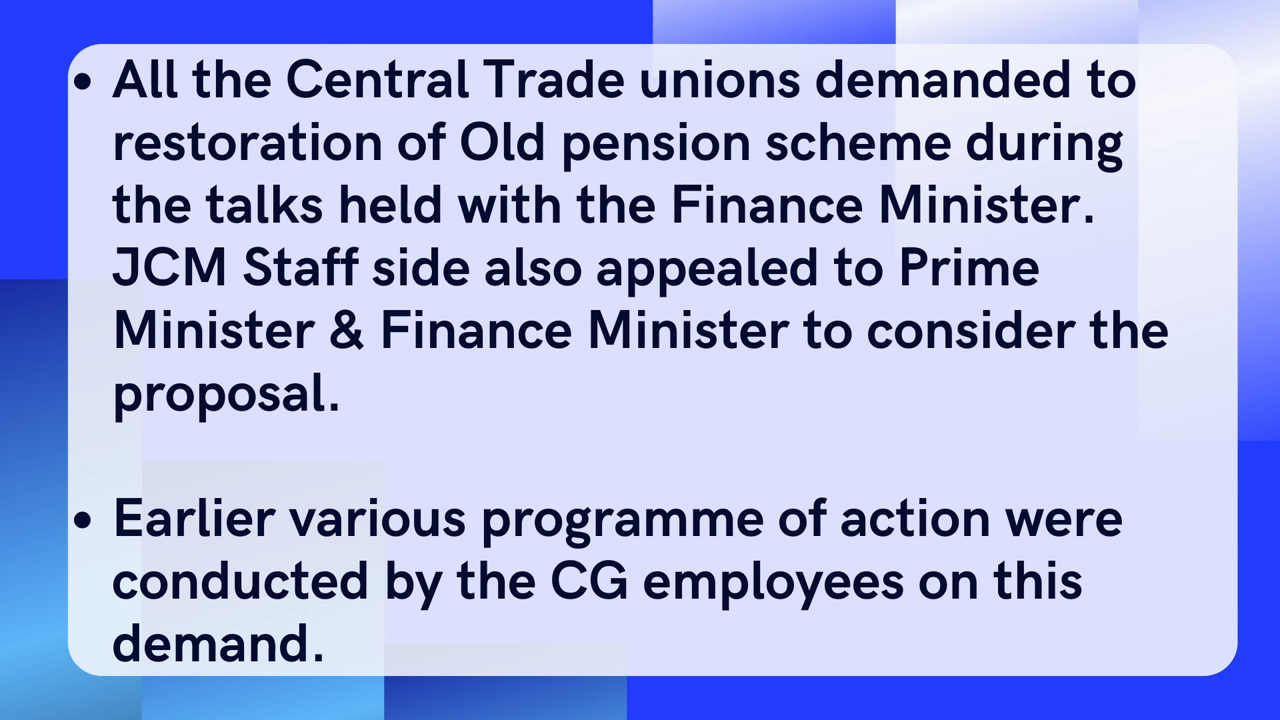 • All the Central Trade unions demanded to
restoration of Old pension scheme during
the talks held with the Finance Minister.
JCM Staff side also appealed to Prime
Minister & Finance Minister to consider the
proposal.
• Earlier various programme of action were
conducted by the CG employees on this
demand.